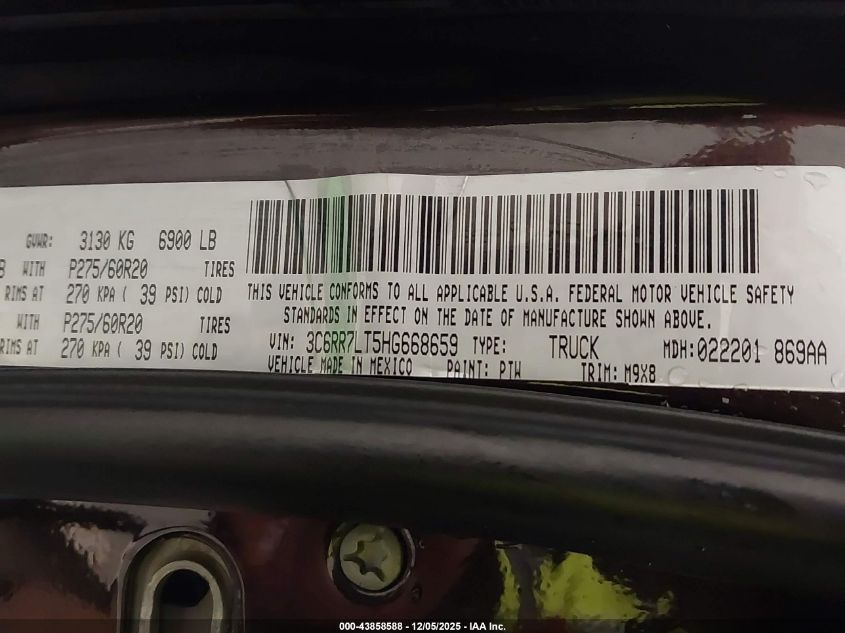 GVWR: 3130 KG 6900 LB
B WITH P275/60R20 TIRES
RIMS AT 270 KPA ( 39 PSI) COLD
WITH P275/60R20 TIRES
RIMS AT 270 KPA ( 39 PSI) COLD
THIS VEHICLE CONFORMS TO ALL APPLICABLE U.S.A. FEDERAL MOTOR VEHICLE SAFETY
STANDARDS IN EFFECT ON THE DATE OF MANUFACTURE SHOWN ABOVE.
VIN: 3C6RR7LT5HG668659 TYPE: TRUCK MDH:022201 869AA
VEHICLE MADE IN MEXICO PAINT: PTW TRIM: M9X8
000-43858588 - 12/05/2025 - IAA Inc.